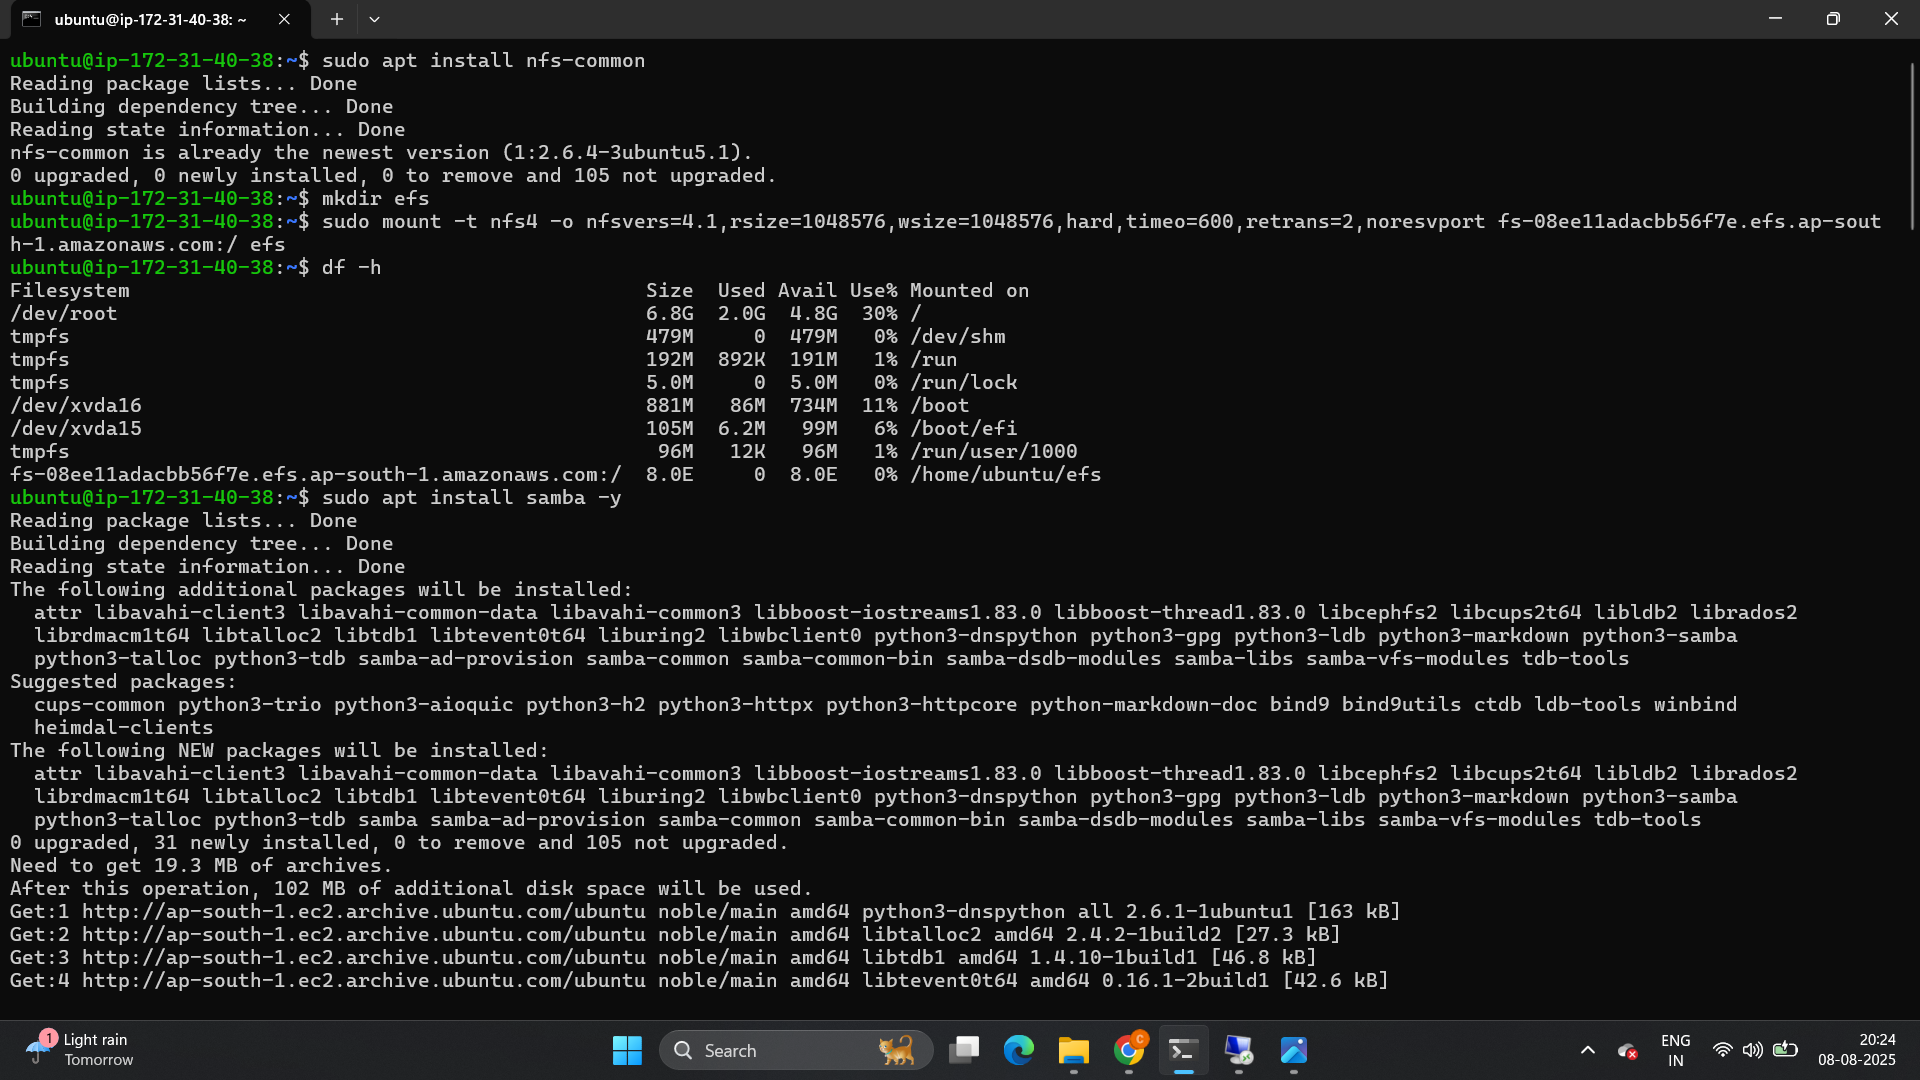 ubuntu@ip-172-31-40-38: ~
ubuntu@ip-172-31-40-38:~$ sudo apt install nfs-common
Reading package lists... Done
Building dependency tree... Done
Reading state information... Done
nfs-common is already the newest version (1:2.6.4-3ubuntu5.1).
0 upgraded, 0 newly installed, 0 to remove and 105 not upgraded.
ubuntu@ip-172-31-40-38:~$ mkdir efs
ubuntu@ip-172-31-40-38:~$ sudo mount -t nfs4 -o nfsvers=4.1,rsize=1048576,wsize=1048576,hard,timeo=600,retrans=2,noresvport fs-08ee11adacbb56f7e.efs.ap-sout
h-1.amazonaws.com:/ efs
ubuntu@ip-172-31-40-38:~$ df -h
Filesystem Size Used Avail Use% Mounted on
/dev/root 6.8G 2.0G 4.8G 30% /
tmpfs 479M 0 479M 0% /dev/shm
tmpfs 192M 892K 191M 1% /run
tmpfs 5.0M 0 5.0M 0% /run/lock
/dev/xvda16 881M 86M 734M 11% /boot
/dev/xvda15 105M 6.2M 99M 6% /boot/efi
tmpfs 96M 12K 96M 1% /run/user/1000
fs-08ee11adacbb56f7e.efs.ap-south-1.amazonaws.com:/ 8.0E 0 8.0E 0% /home/ubuntu/efs
ubuntu@ip-172-31-40-38:~$ sudo apt install samba -y
Reading package lists... Done
Building dependency tree... Done
Reading state information... Done
The following additional packages will be installed:
attr libavahi-client3 libavahi-common-data libavahi-common3 libboost-iostreams1.83.0 libboost-thread1.83.0 libcephfs2 libcups2t64 libldb2 librados2
librdmacm1t64 libtalloc2 libtdb1 libtevent0t64 liburing2 libwbclient0 python3-dnspython python3-gpg python3-ldb python3-markdown python3-samba
python3-talloc python3-tdb samba-ad-provision samba-common samba-common-bin samba-dsdb-modules samba-libs samba-vfs-modules tdb-tools
Suggested packages:
cups-common python3-trio python3-aioquic python3-h2 python3-httpx python3-httpcore python-markdown-doc bind9 bind9utils ctdb ldb-tools winbind
heimdal-clients
The following NEW packages will be installed:
attr libavahi-client3 libavahi-common-data libavahi-common3 libboost-iostreams1.83.0 libboost-thread1.83.0 libcephfs2 libcups2t64 libldb2 librados2
librdmacm1t64 libtalloc2 libtdb1 libtevent0t64 liburing2 libwbclient0 python3-dnspython python3-gpg python3-ldb python3-markdown python3-samba
python3-talloc python3-tdb samba samba-ad-provision samba-common samba-common-bin samba-dsdb-modules samba-libs samba-vfs-modules tdb-tools
0 upgraded, 31 newly installed, 0 to remove and 105 not upgraded.
Need to get 19.3 MB of archives.
After this operation, 102 MB of additional disk space will be used.
Get:1 http://ap-south-1.ec2.archive.ubuntu.com/ubuntu noble/main amd64 python3-dnspython all 2.6.1-1ubuntu1 [163 kB]
Get:2 http://ap-south-1.ec2.archive.ubuntu.com/ubuntu noble/main amd64 libtalloc2 amd64 2.4.2-1build2 [27.3 kB]
Get:3 http://ap-south-1.ec2.archive.ubuntu.com/ubuntu noble/main amd64 libtdb1 amd64 1.4.10-1build1 [46.8 kB]
Get:4 http://ap-south-1.ec2.archive.ubuntu.com/ubuntu noble/main amd64 libtevent0t64 amd64 0.16.1-2build1 [42.6 kB]
1 Light rain
Tomorrow
Search
C
ENG
IN
20:24
08-08-2025